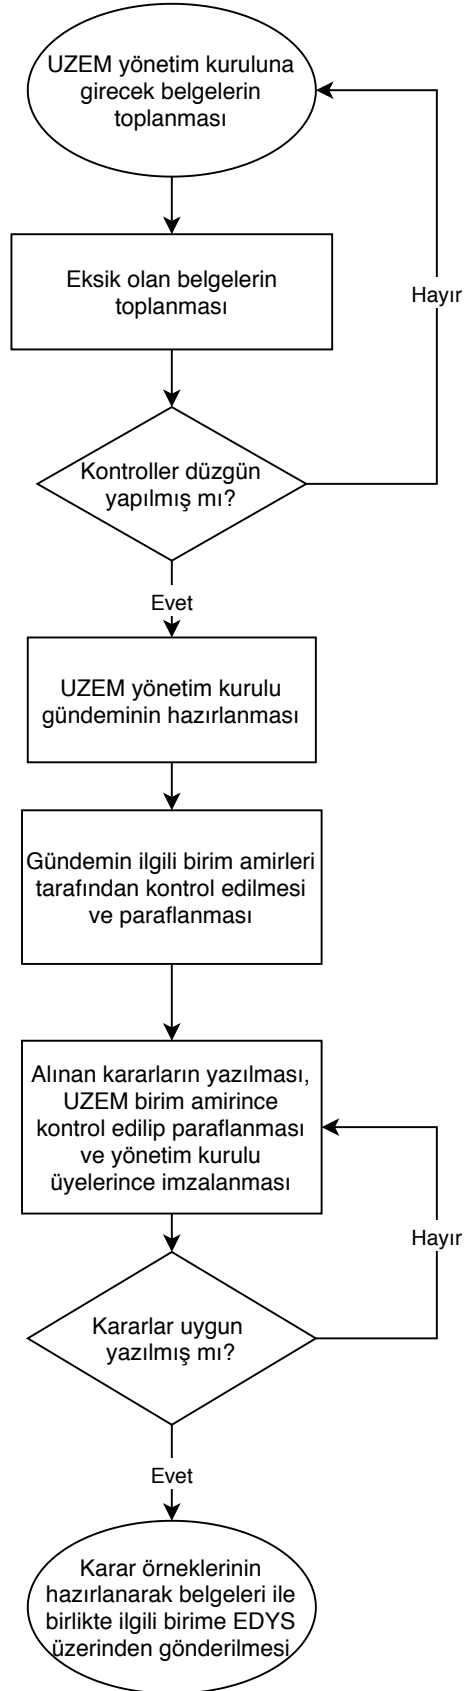 UZEM yönetim kuruluna
girecek belgelerin
toplanması
Eksik olan belgelerin
toplanması
Hayır
Kontroller düzgün
yapılmış mı?
Evet
UZEM yönetim kurulu
gündeminin hazırlanması
Gündemin ilgili birim amirleri
tarafından kontrol edilmesi
ve paraflanması
Alınan kararların yazılması,
UZEM birim amirince
kontrol edilip paraflanması
ve yönetim kurulu
üyelerince imzalanması
Hayır
Kararlar uygun
yazılmış mı?
Evet
Karar örneklerinin
hazırlanarak belgeleri ile
birlikte ilgili birime EDYS
üzerinden gönderilmesi